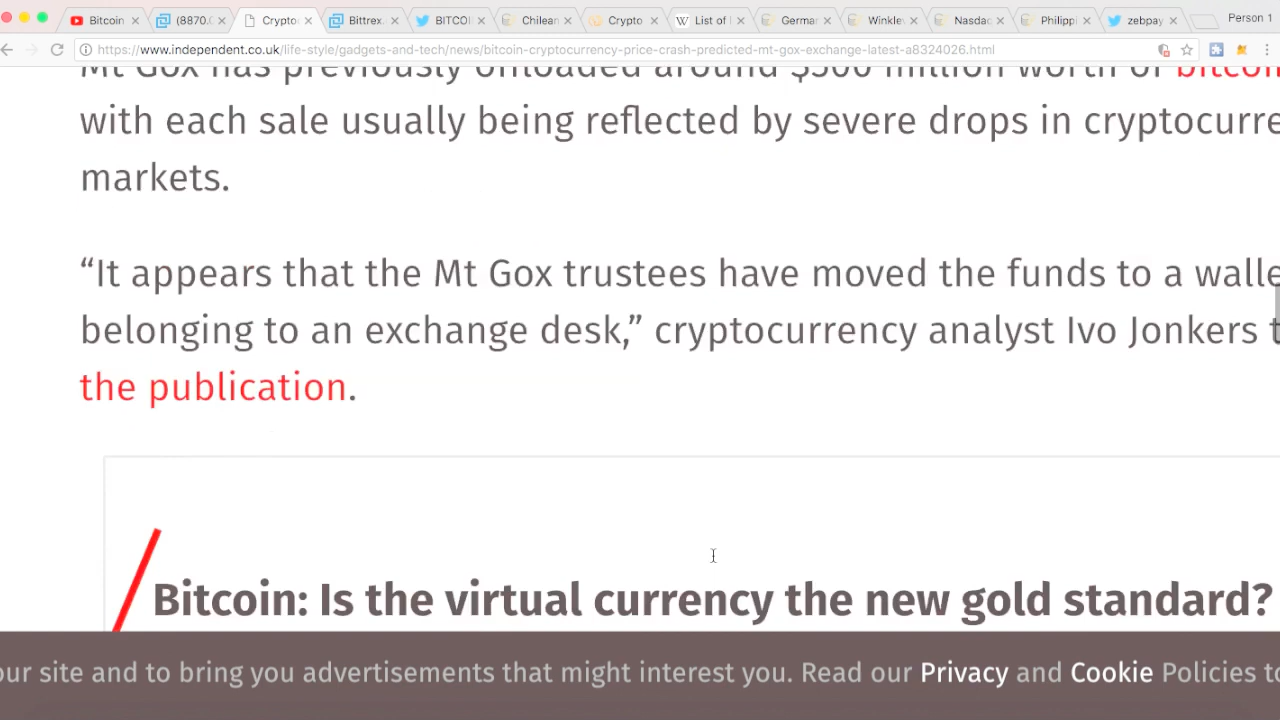 Bitcoin
(8870.0
Crypto
Bittrex.
BITCOI
Chilean
Crypto
List of
German
Winklev
Nasdac
Philippi
zebpay
Person 1
https://www.independent.co.uk/life-style/gadgets-and-tech/news/bitcoin-cryptocurrency-price-crash-predicted-mt-gox-exchange-latest-a8324026.html
Mt Gox has previously offloaded around $500 million worth of bitcoin
with each sale usually being reflected by severe drops in cryptocurre
markets.
“It appears that the Mt Gox trustees have moved the funds to a walle
belonging to an exchange desk,” cryptocurrency analyst Ivo Jonkers t
the publication.
Bitcoin: Is the virtual currency the new gold standard?
our site and to bring you advertisements that might interest you. Read our Privacy and Cookie Policies to